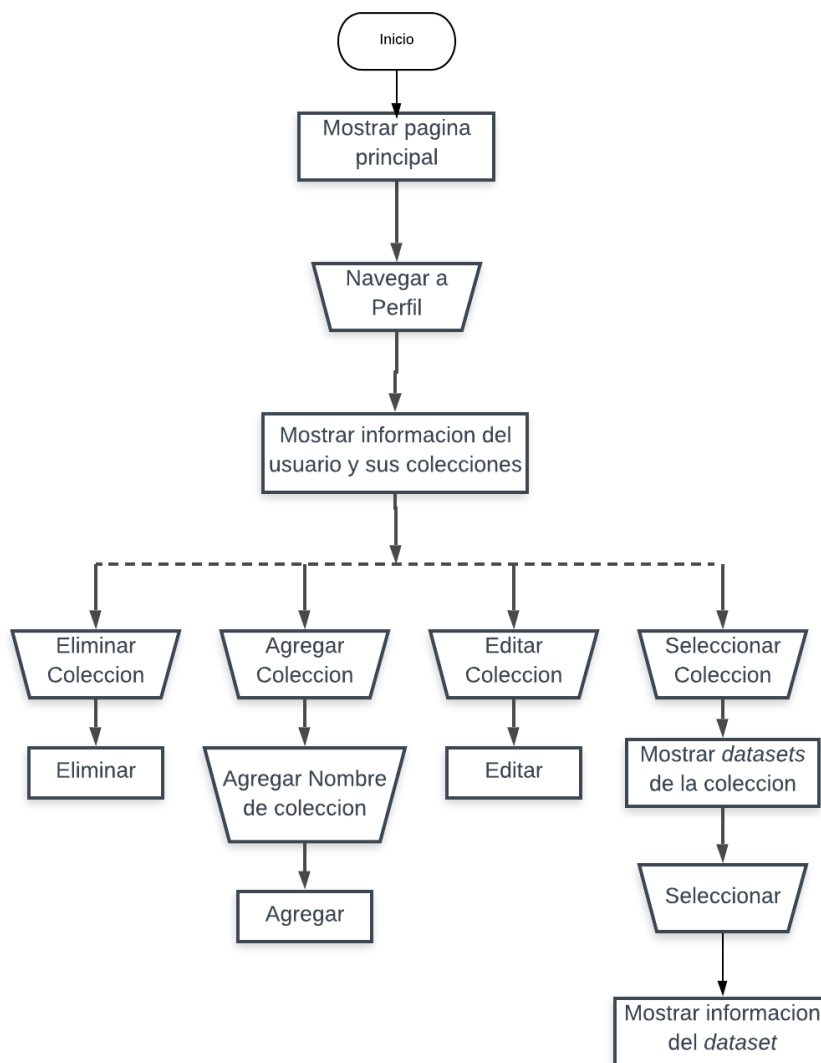 Inicio
Mostrar pagina
principal
Navegar a
Perfil
Mostrar informacion del
usuario y sus colecciones
Eliminar
Coleccion
Agregar
Coleccion
Editar
Coleccion
Seleccionar
Coleccion
Eliminar
Agregar Nombre
de coleccion
Editar
Mostrar datasets
de la coleccion
Agregar
Seleccionar
Mostrar informacion
del dataset